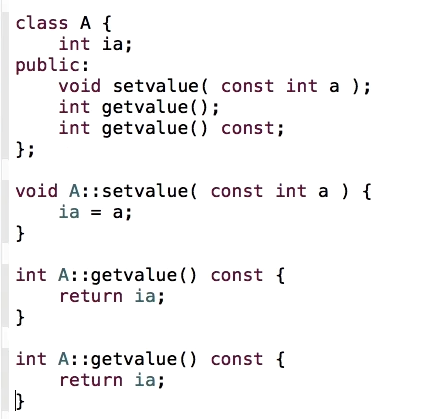 class A {
    int ia;
public:
    void setvalue( const int a );
    int getvalue();
    int getvalue() const;
};

void A::setvalue( const int a ) {
    ia = a;
}

int A::getvalue() const {
    return ia;
}

int A::getvalue() const {
    return ia;
}